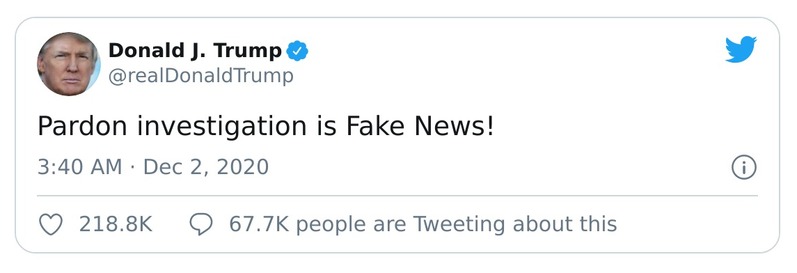 Donald J. Trump
@realDonaldTrump
Pardon investigation is Fake News!
3:40 AM · Dec 2, 2020
218.8K 67.7K people are Tweeting about this